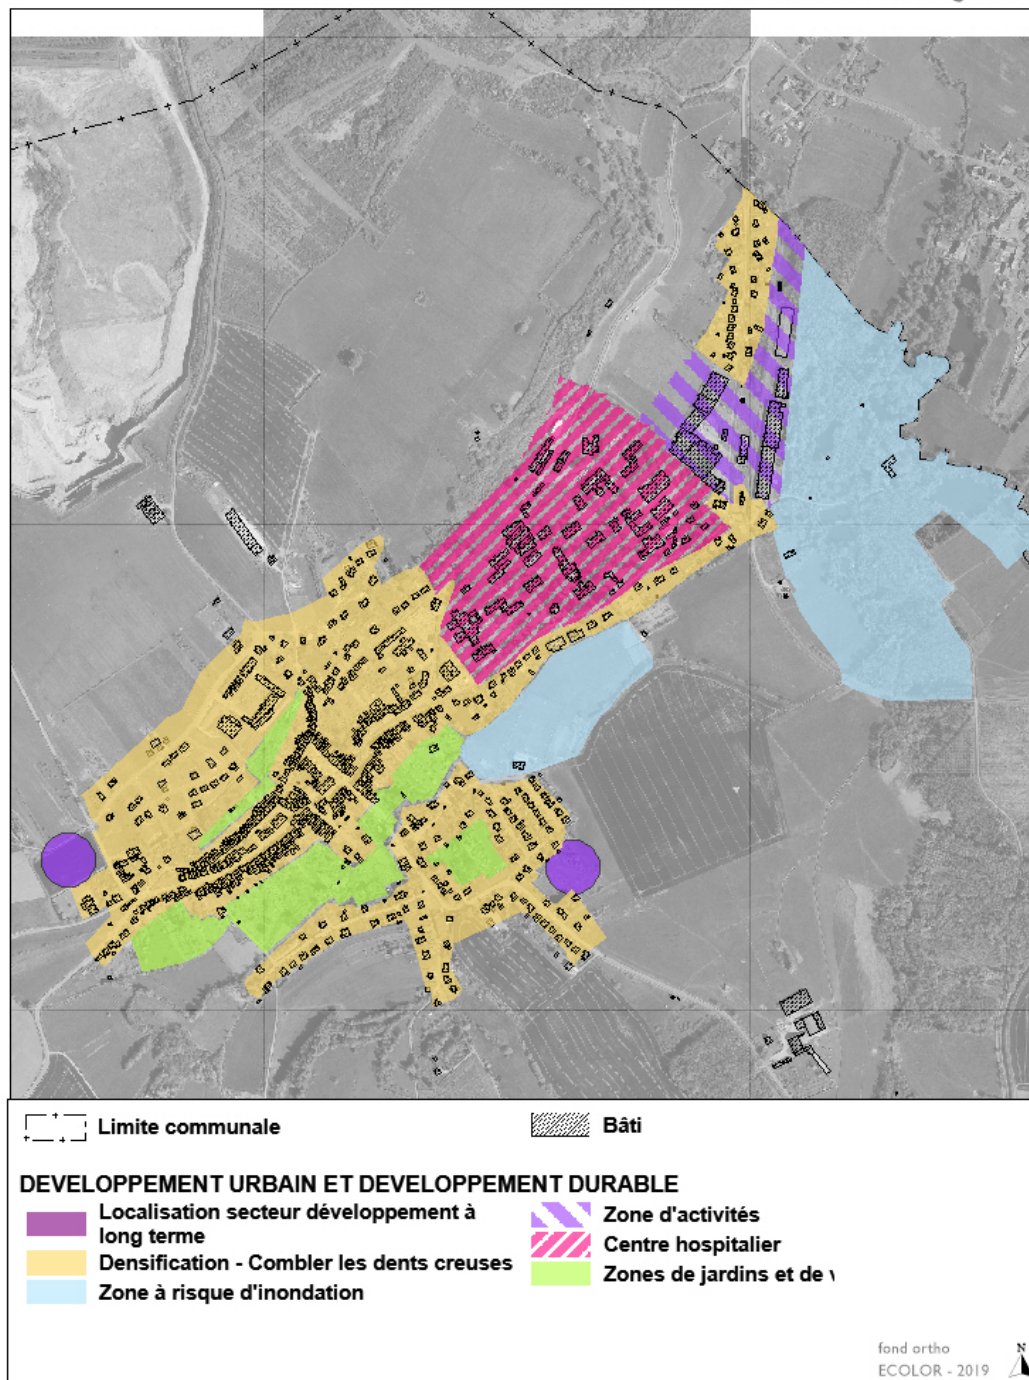 Limite communale
Bâti
DEVELOPPEMENT URBAIN ET DEVELOPPEMENT DURABLE
Localisation secteur développement à
long terme
Densification - Combler les dents creuses
Zone à risque d'inondation
Zone d'activités
Centre hospitalier
Zones de jardins et de
fond ortho
ECOLOR - 2019
N